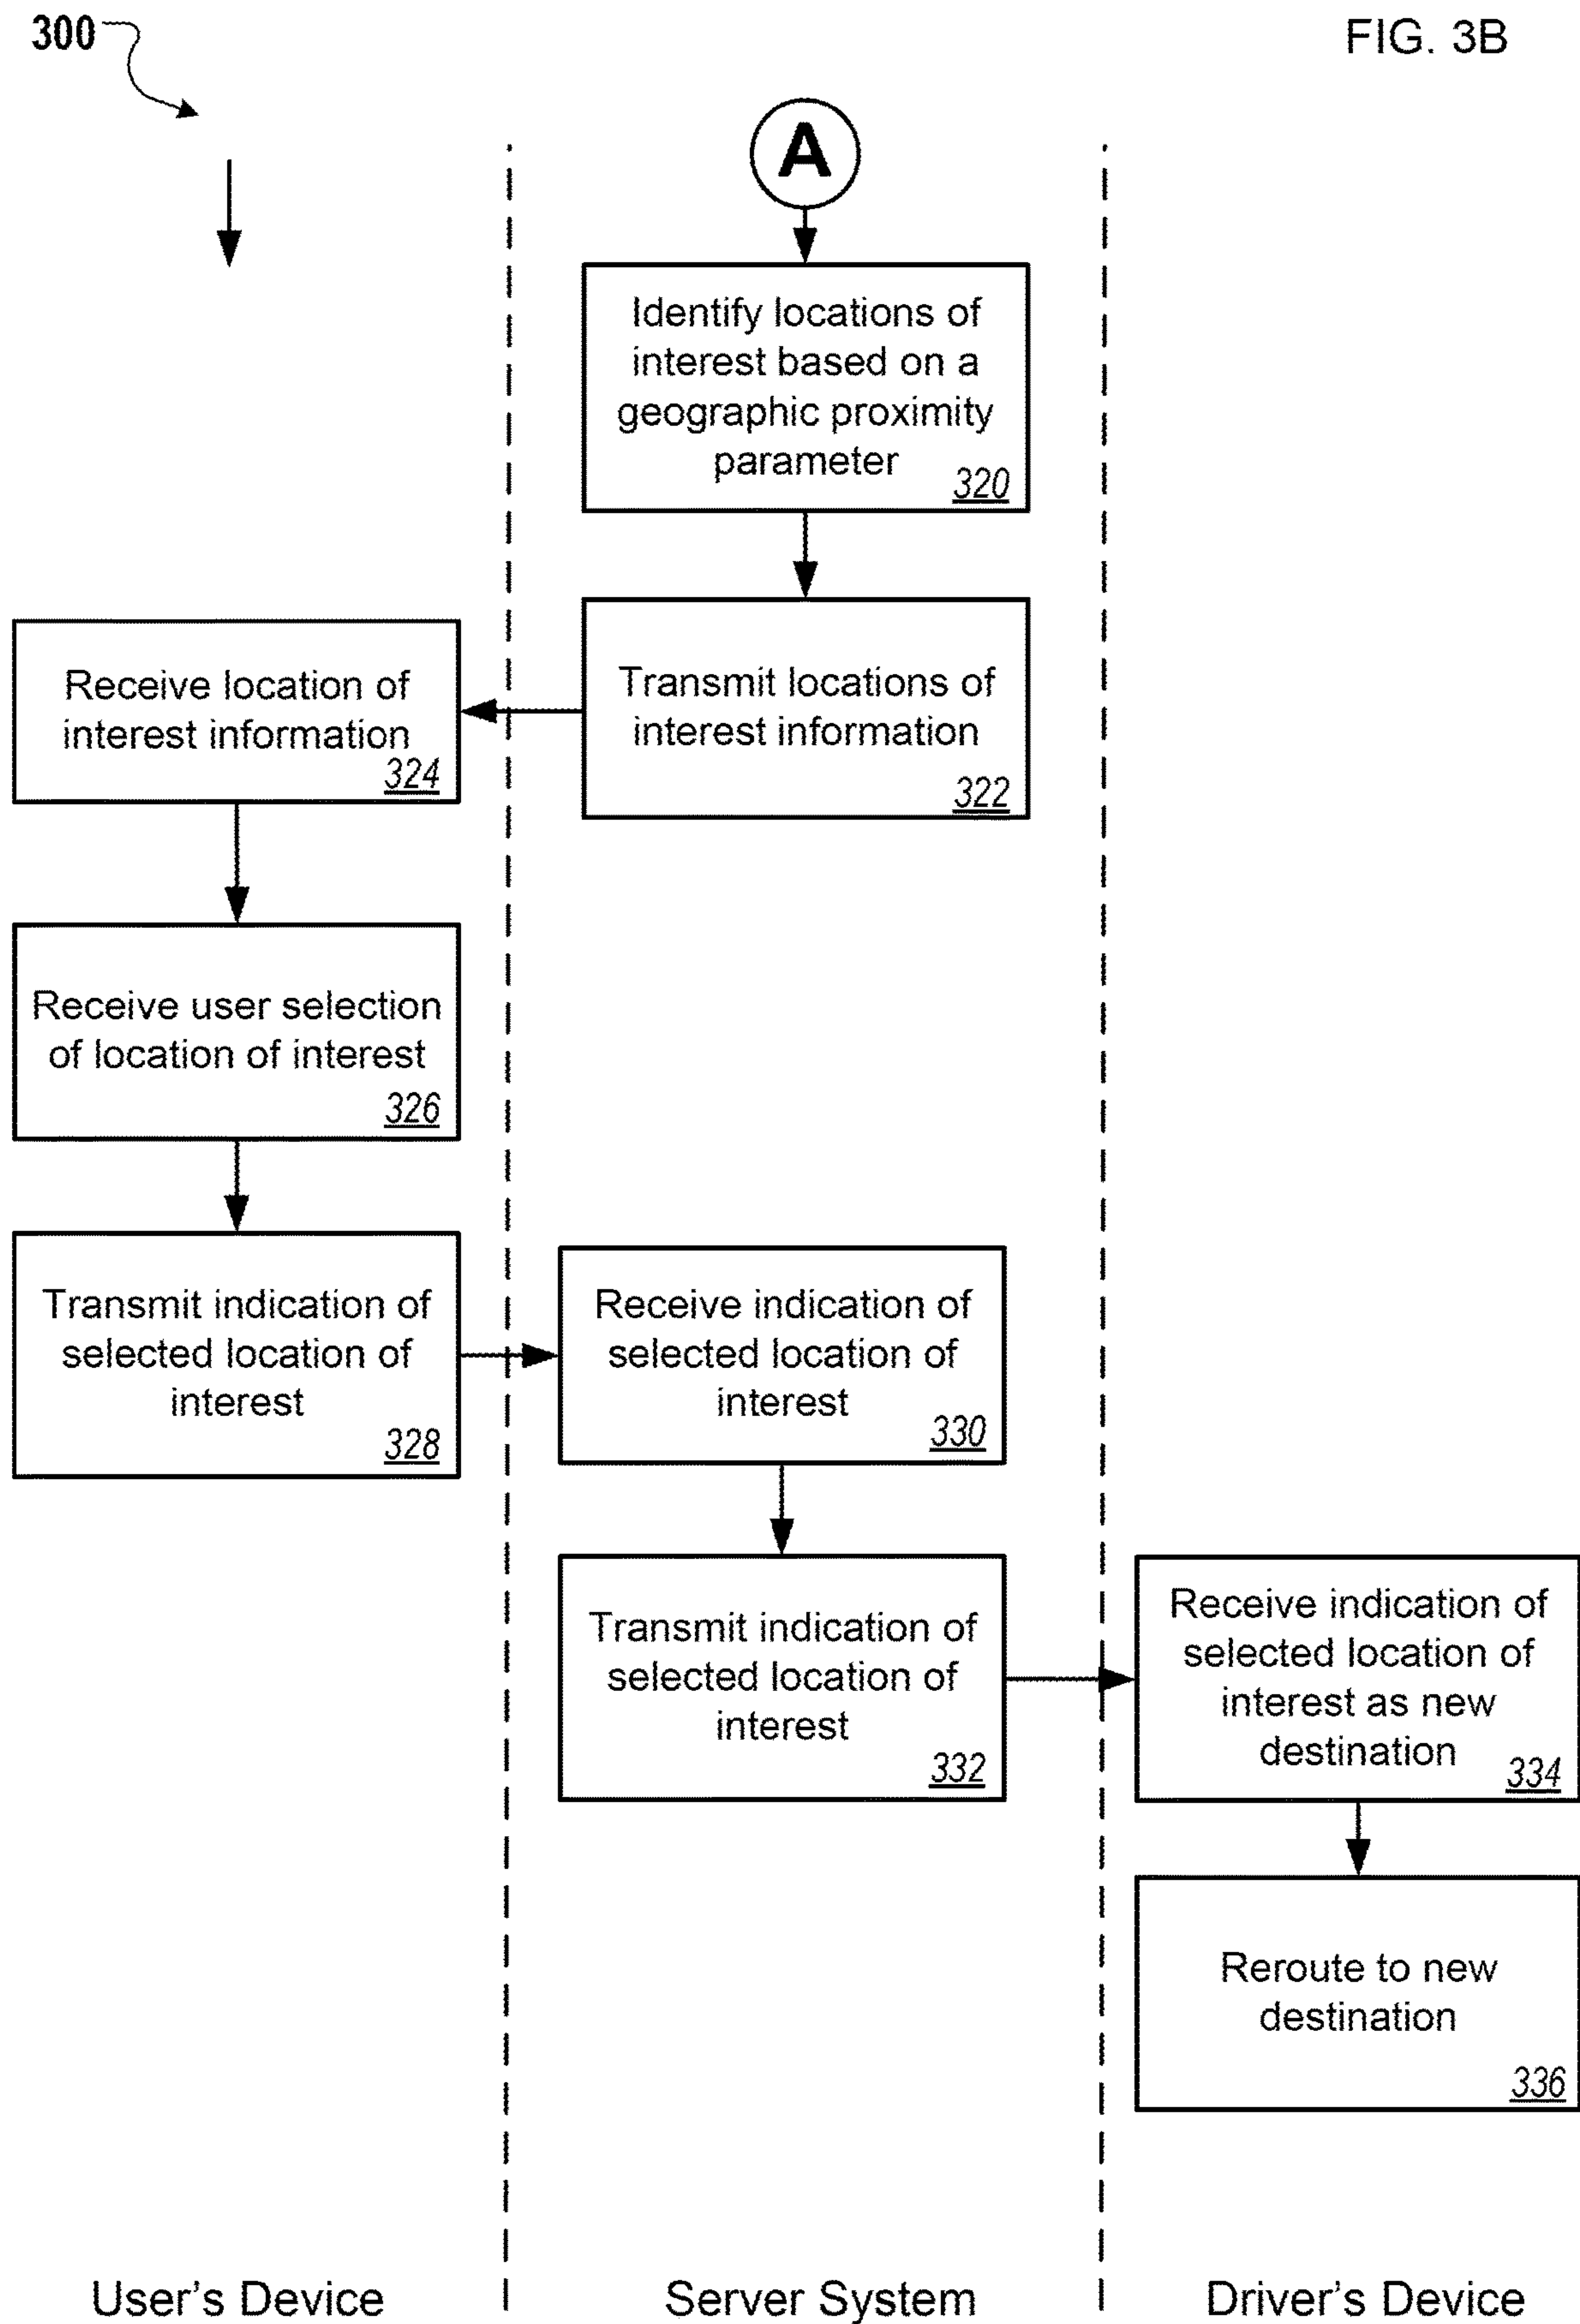 300
FIG. 3B
A
Identify locations of
interest based on a
geographic proximity
parameter
320
Transmit locations of
interest information
322
Receive location of
interest information
324
Receive user selection
of location of interest
326
Transmit indication of
selected location of
interest
328
Receive indication of
selected location of
interest
330
Transmit indication of
selected location of
interest
332
Receive indication of
selected location of
interest as new
destination
334
Reroute to new
destination
336
User's Device
Server System
Driver's Device